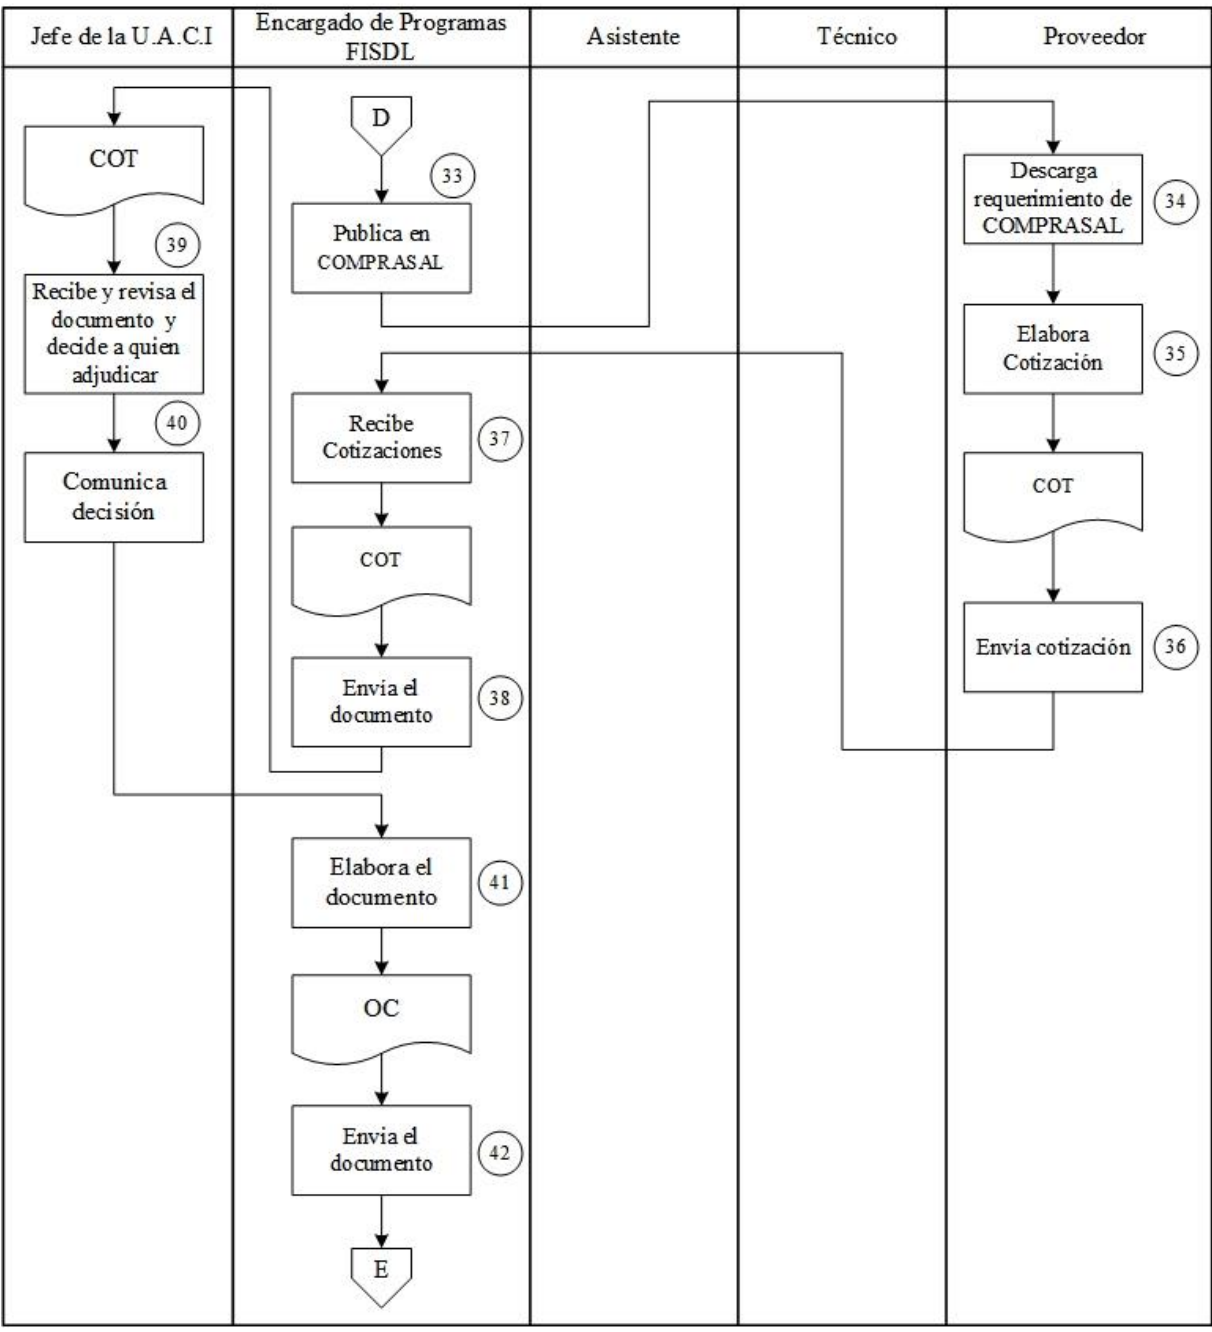 Jefe de la U.A.C.I
Encargado de Programas
FISDL
Asistente
Técnico
Proveedor
D
33
Publica en
COMPRASAL
Descarga
requerimiento de
COMPRASAL
34
Elabora
Cotización
35
COT
Envía cotización
36
Recibe
Cotizaciones
37
COT
Envía el
documento
38
COT
39
Recibe y revisa el
documento y
decide a quien
adjudicar
40
Comunica
decisión
Elabora el
documento
41
OC
Envia el
documento
42
E